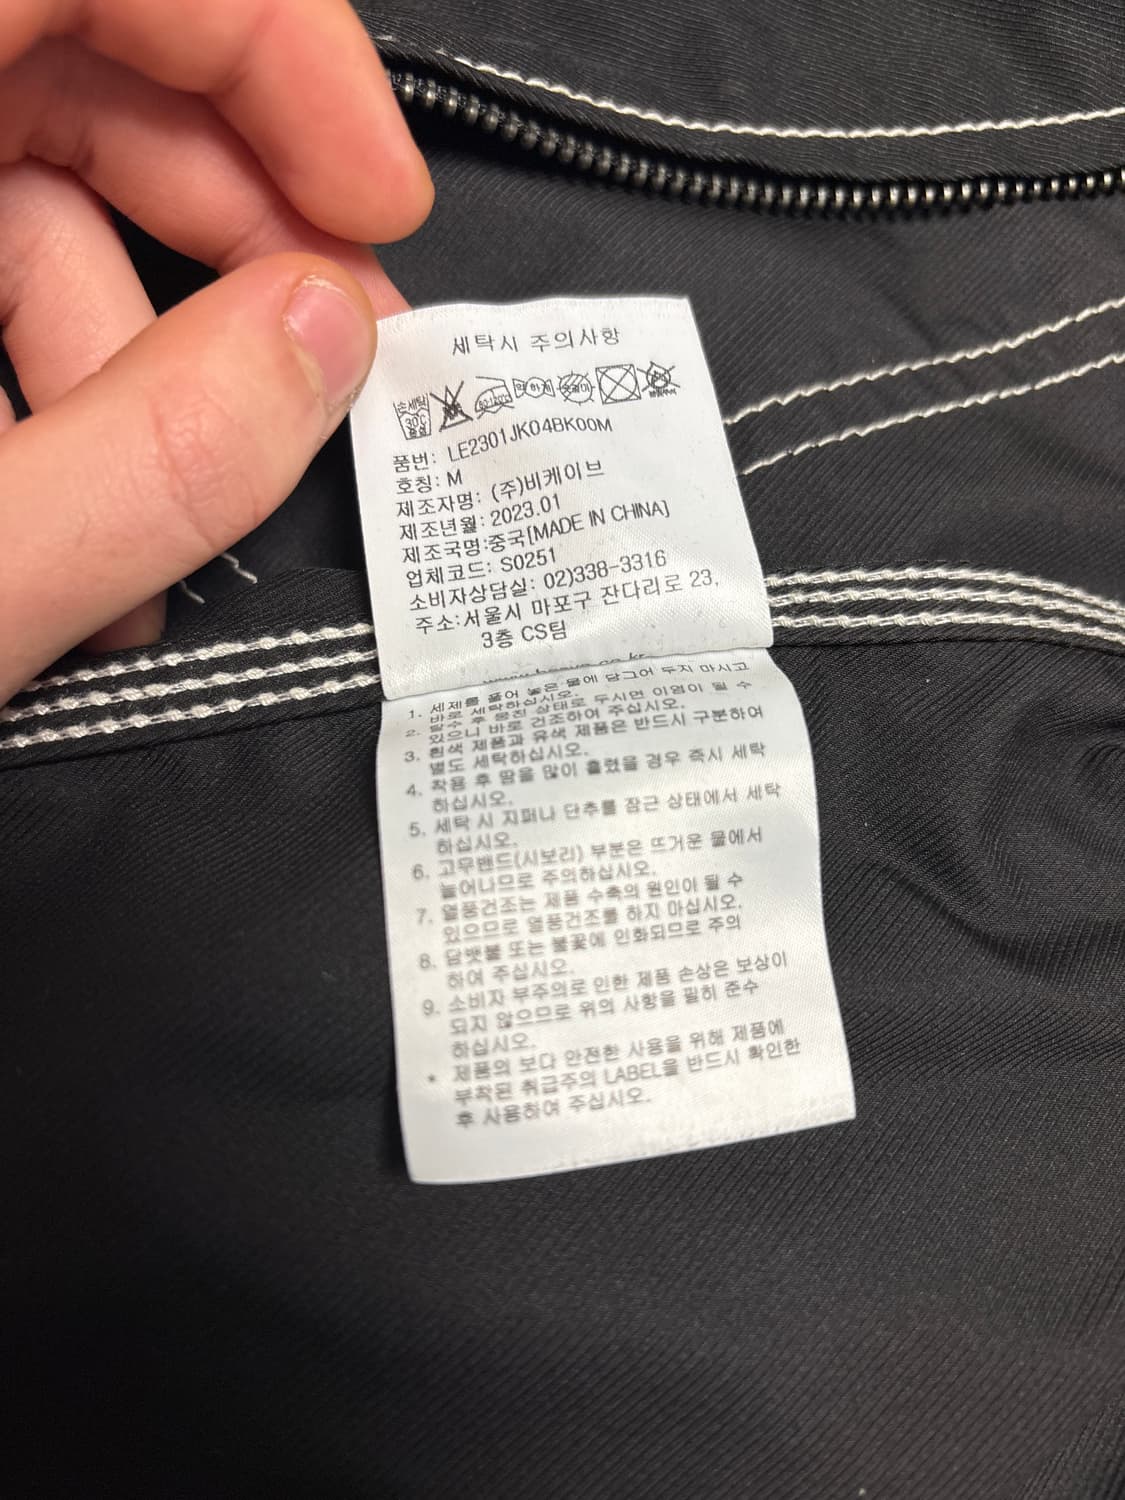 세탁시 주의사항
손세탁
30℃
약하게
품번: LE2301JK04BK00M
호칭: M
제조자명: (주)비케이브
제조년월: 2023.01
제조국명:중국[MADE IN CHINA]
업체코드: S0251
소비자상담실: 02)338-3316
주소:서울시 마포구 잔다리로 23,
3층 CS팀
1. 세제를 풀어 놓은 물에 담그어 두지 마시고
바로 세탁하십시오.
2. 탈수 후 뭉친 상태로 두시면 이염이 될 수
있으니 바로 건조하여 주십시오.
3. 흰색 제품과 유색 제품은 반드시 구분하여
별도 세탁하십시오.
4. 착용 후 땀을 많이 흘렸을 경우 즉시 세탁
하십시오.
5. 세탁 시 지퍼나 단추를 잠근 상태에서 세탁
하십시오.
6. 고무밴드(시보리) 부분은 뜨거운 물에서
늘어나므로 주의하십시오.
7. 열풍건조는 제품 수축의 원인이 될 수
있으므로 열풍건조를 하지 마십시오.
8. 담뱃불 또는 불꽃에 인화되므로 주의
하여 주십시오.
9. 소비자 부주의로 인한 제품 손상은 보상이
되지 않으므로 위의 사항을 필히 준수
하십시오.
* 제품의 보다 안전한 사용을 위해 제품에
부착된 취급주의 LABEL을 반드시 확인한
후 사용하여 주십시오.